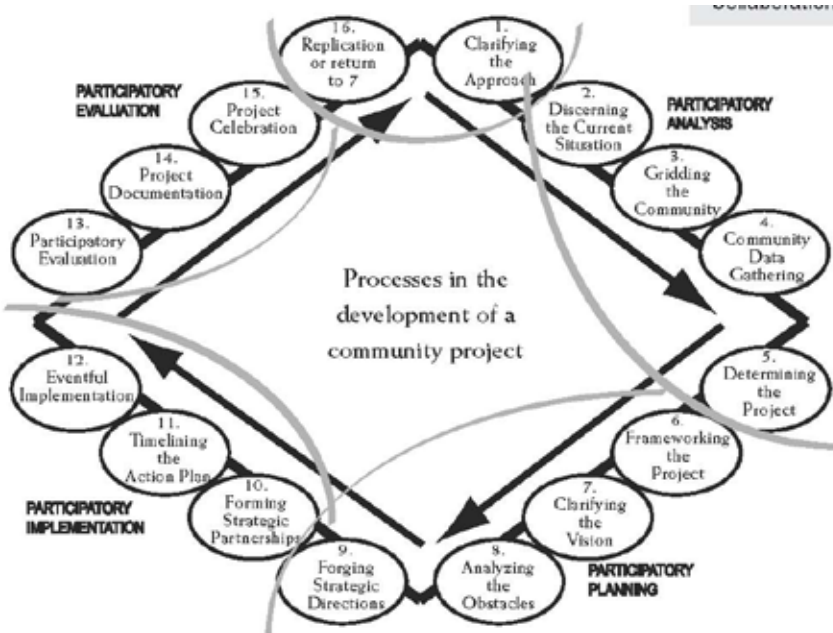 Collaboration
16.
Replication
or return
to 7
1.
Clarifying
the
Approach
15.
Project
Celebration
PARTICIPATORY
EVALUATION
2.
Discerning
the Current
Situation
PARTICIPATORY
ANALYSIS
14.
Project
Documentation
3.
Gridding
the
Community
13.
Participatory
Evaluation
4.
Community
Data
Gathering
Processes in the
development of a
community project
12.
Eventful
Implementation
5.
Determining
the
Project
11.
Timelining
the
Action Plan
6.
Frameworking
the
Project
PARTICIPATORY
IMPLEMENTATION
10.
Forming
Strategic
Partnerships
7.
Clarifying
the
Vision
9.
Forging
Strategic
Directions
8.
Analyzing
the
Obstacles
PARTICIPATORY
PLANNING